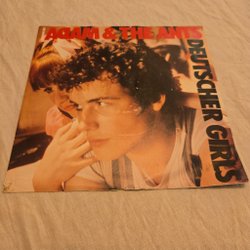 ADAM & THE ANTS
DEUTSCHER GIRLS